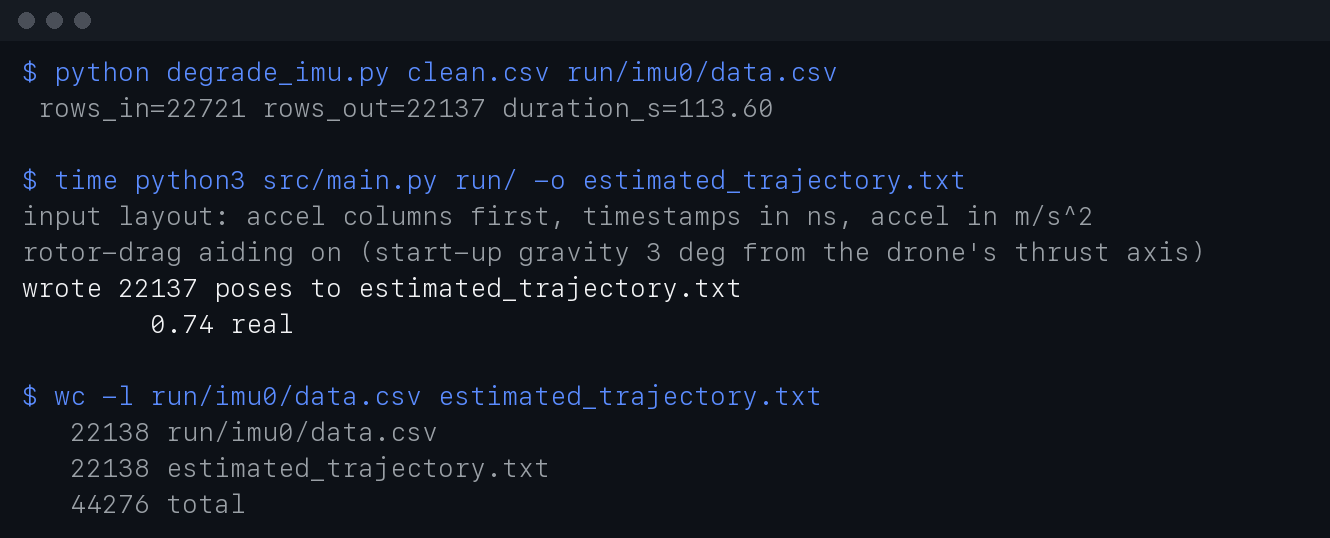 $ python degrade_imu.py clean.csv run/imu0/data.csv
rows_in=22721 rows_out=22137 duration_s=113.60
$ time python3 src/main.py run/ -o estimated_trajectory.txt
input layout: accel columns first, timestamps in ns, accel in m/s^2
rotor-drag aiding on (start-up gravity 3 deg from the drone's thrust axis)
wrote 22137 poses to estimated_trajectory.txt
0.74 real
$ wc -l run/imu0/data.csv estimated_trajectory.txt
22138 run/imu0/data.csv
22138 estimated_trajectory.txt
44276 total